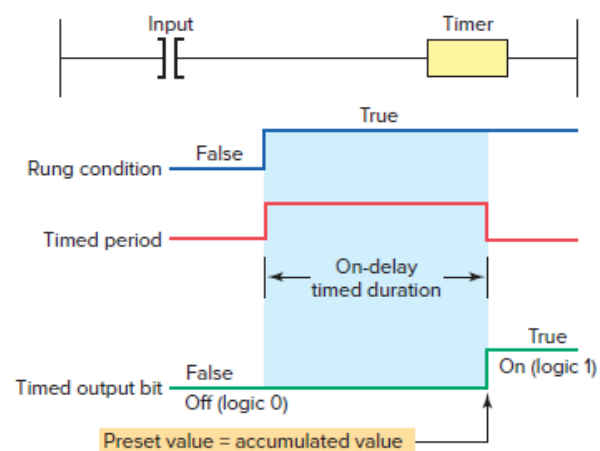 Input
Timer
True
False
Rung condition
Timed period
On-delay
timed duration
True
False
On (logic 1)
Timed output bit
Off (logic 0)
Preset value = accumulated value